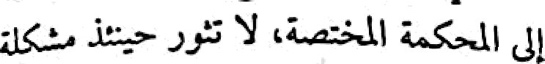 إلى المحكمة المختصة، لا تثور حينئذ مشكلة